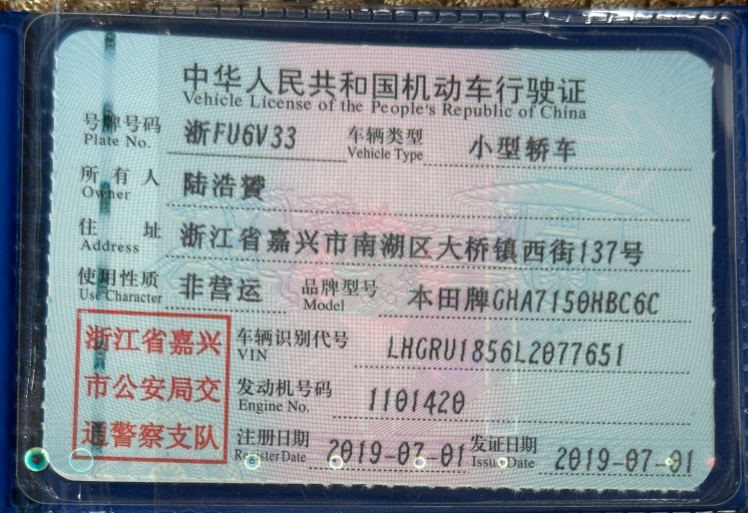 中华人民共和国机动车行驶证
Vehicle License of the People's Republic of China
号牌号码 浙FU6V33 车辆类型 小型轿车
Plate No. Vehicle Type
所有人 陆浩赟
Owner
住址 浙江省嘉兴市南湖区大桥镇西街137号
Address
使用性质 非营运 品牌型号 本田牌GHA7150HBC6C
Use Character Model
浙江省嘉兴 车辆识别代号 LHGRU1856L2077651
VIN
市公安局交 发动机号码 1101420
Engine No.
通警察支队 注册日期 2019-07-01 发证日期 2019-07-01
Register Date Issue Date